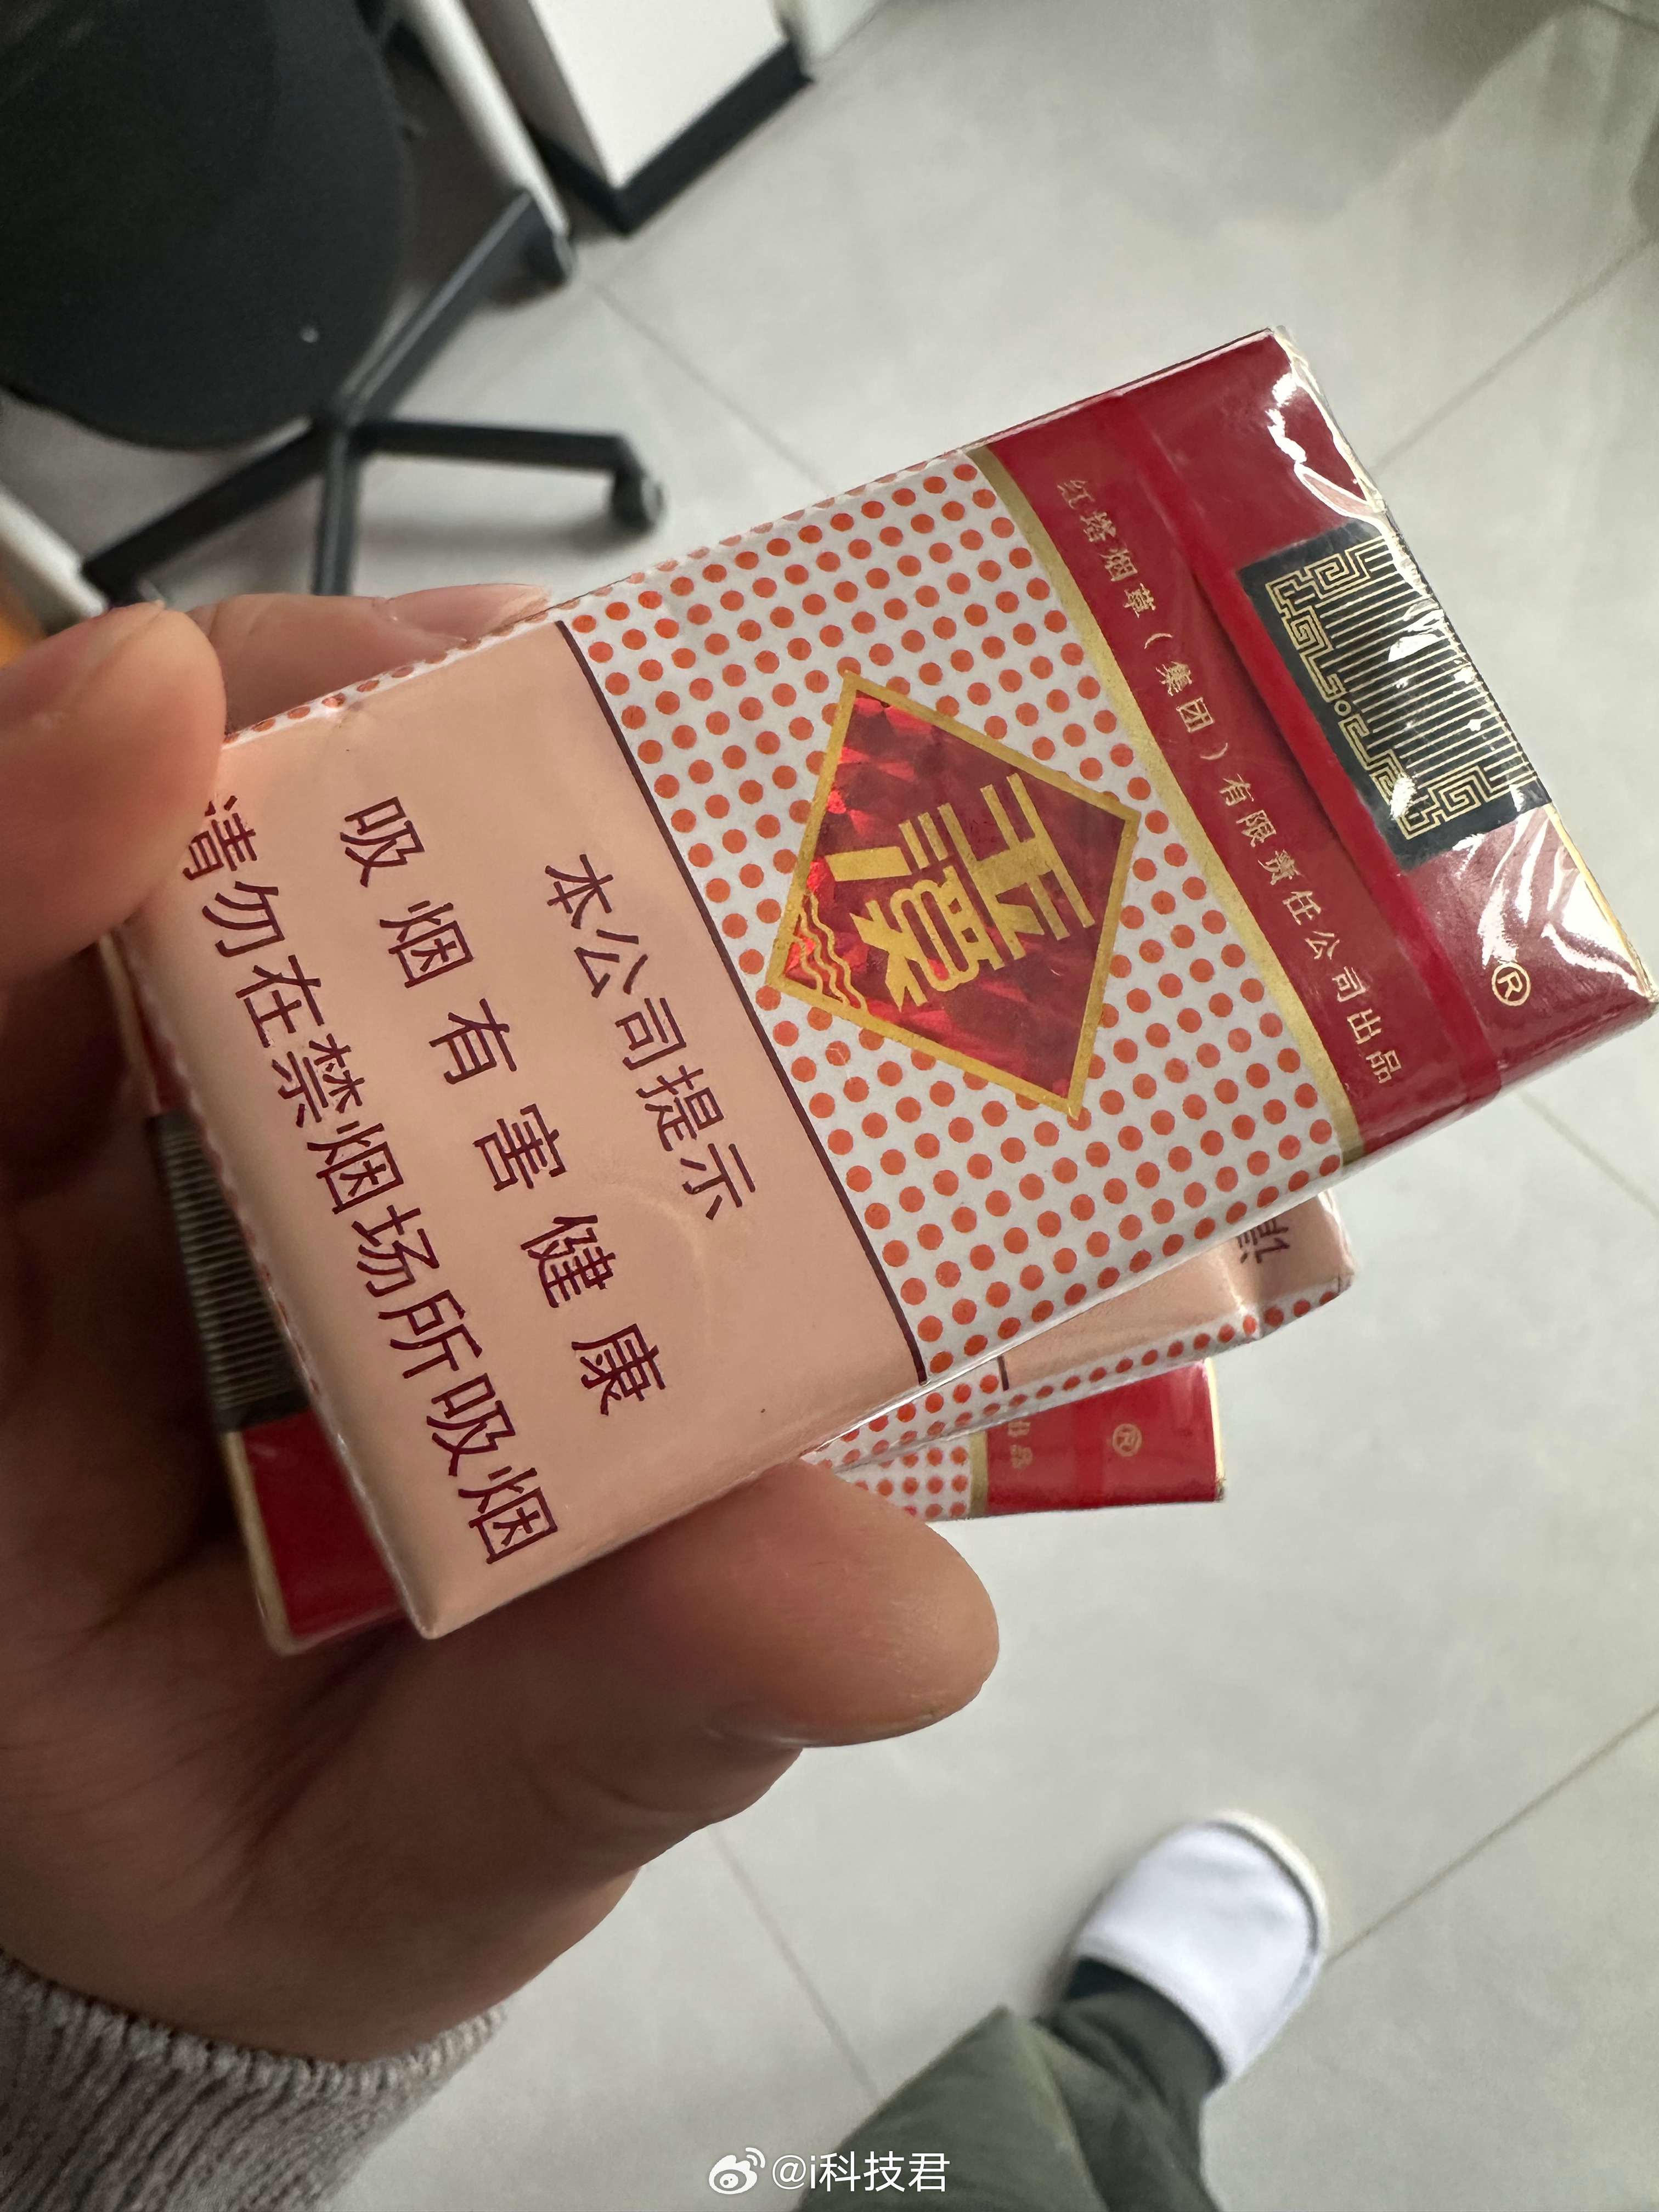 红塔烟草（集团）有限责任公司出品
®
本公司提示
吸烟有害健康
请勿在禁烟场所吸烟
®
@i科技君